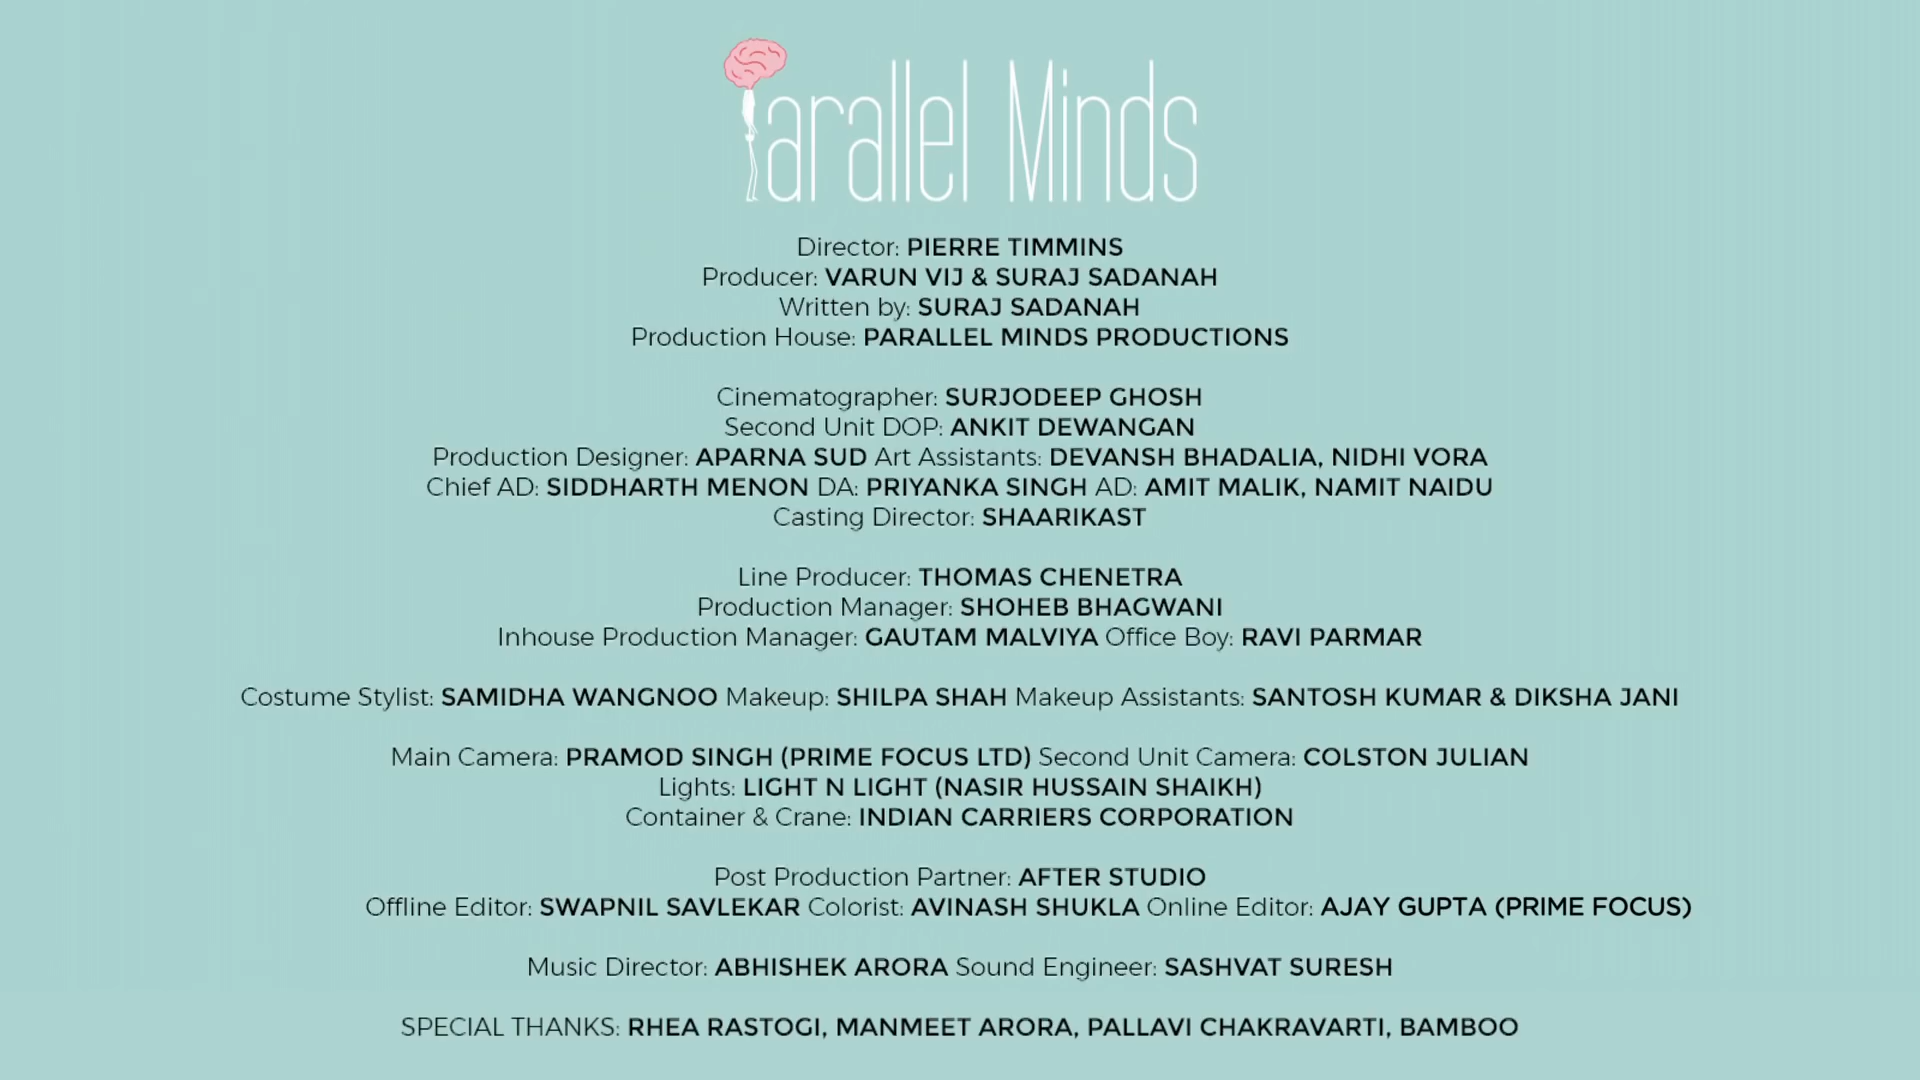 Parallel Minds
Director: PIERRE TIMMINS
Producer: VARUN VIJ & SURAJ SADANAH
Written by: SURAJ SADANAH
Production House: PARALLEL MINDS PRODUCTIONS
Cinematographer: SURJODEEP GHOSH
Second Unit DOP: ANKIT DEWANGAN
Production Designer: APARNA SUD Art Assistants: DEVANSH BHADALIA, NIDHI VORA
Chief AD: SIDDHARTH MENON DA: PRIYANKA SINGH AD: AMIT MALIK, NAMIT NAIDU
Casting Director: SHAARIKAST
Line Producer: THOMAS CHENETRA
Production Manager: SHOHEB BHAGWANI
Inhouse Production Manager: GAUTAM MALVIYA Office Boy: RAVI PARMAR
Costume Stylist: SAMIDHA WANGNOO Makeup: SHILPA SHAH Makeup Assistants: SANTOSH KUMAR & DIKSHA JANI
Main Camera: PRAMOD SINGH (PRIME FOCUS LTD) Second Unit Camera: COLSTON JULIAN
Lights: LIGHT N LIGHT (NASIR HUSSAIN SHAIKH)
Container & Crane: INDIAN CARRIERS CORPORATION
Post Production Partner: AFTER STUDIO
Offline Editor: SWAPNIL SAVLEKAR Colorist: AVINASH SHUKLA Online Editor: AJAY GUPTA (PRIME FOCUS)
Music Director: ABHISHEK ARORA Sound Engineer: SASHVAT SURESH
SPECIAL THANKS: RHEA RASTOGI, MANMEET ARORA, PALLAVI CHAKRAVARTI, BAMBOO